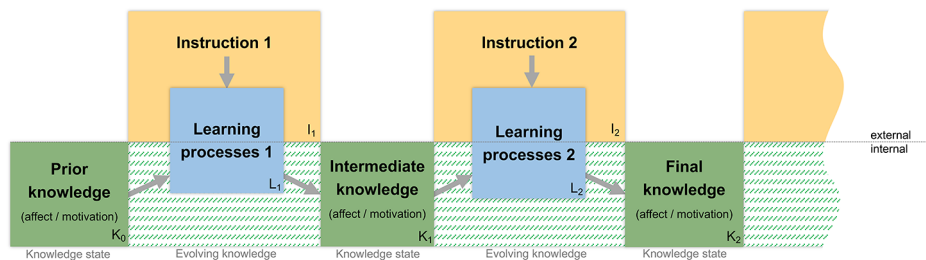 Instruction 1
Instruction 2
Learning
processes 1
I1
Learning
processes 2
I2
external
internal
Prior
knowledge
(affect / motivation)
K0
L1
Intermediate
knowledge
(affect / motivation)
K1
L2
Final
knowledge
(affect / motivation)
K2
Knowledge state
Evolving knowledge
Knowledge state
Evolving knowledge
Knowledge state